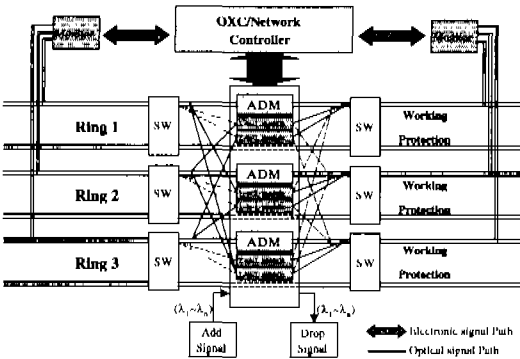 OXC/Network
Controller
Monitor
Ring 1
SW
ADM
SW
Working
Protection
Ring 2
SW
ADM
SW
Working
Protection
Ring 3
SW
ADM
SW
Working
Protection
(λ1~λn)
(λ1~λn)
Add
Signal
Drop
Signal
Electronic signal Path
Optical signal Path